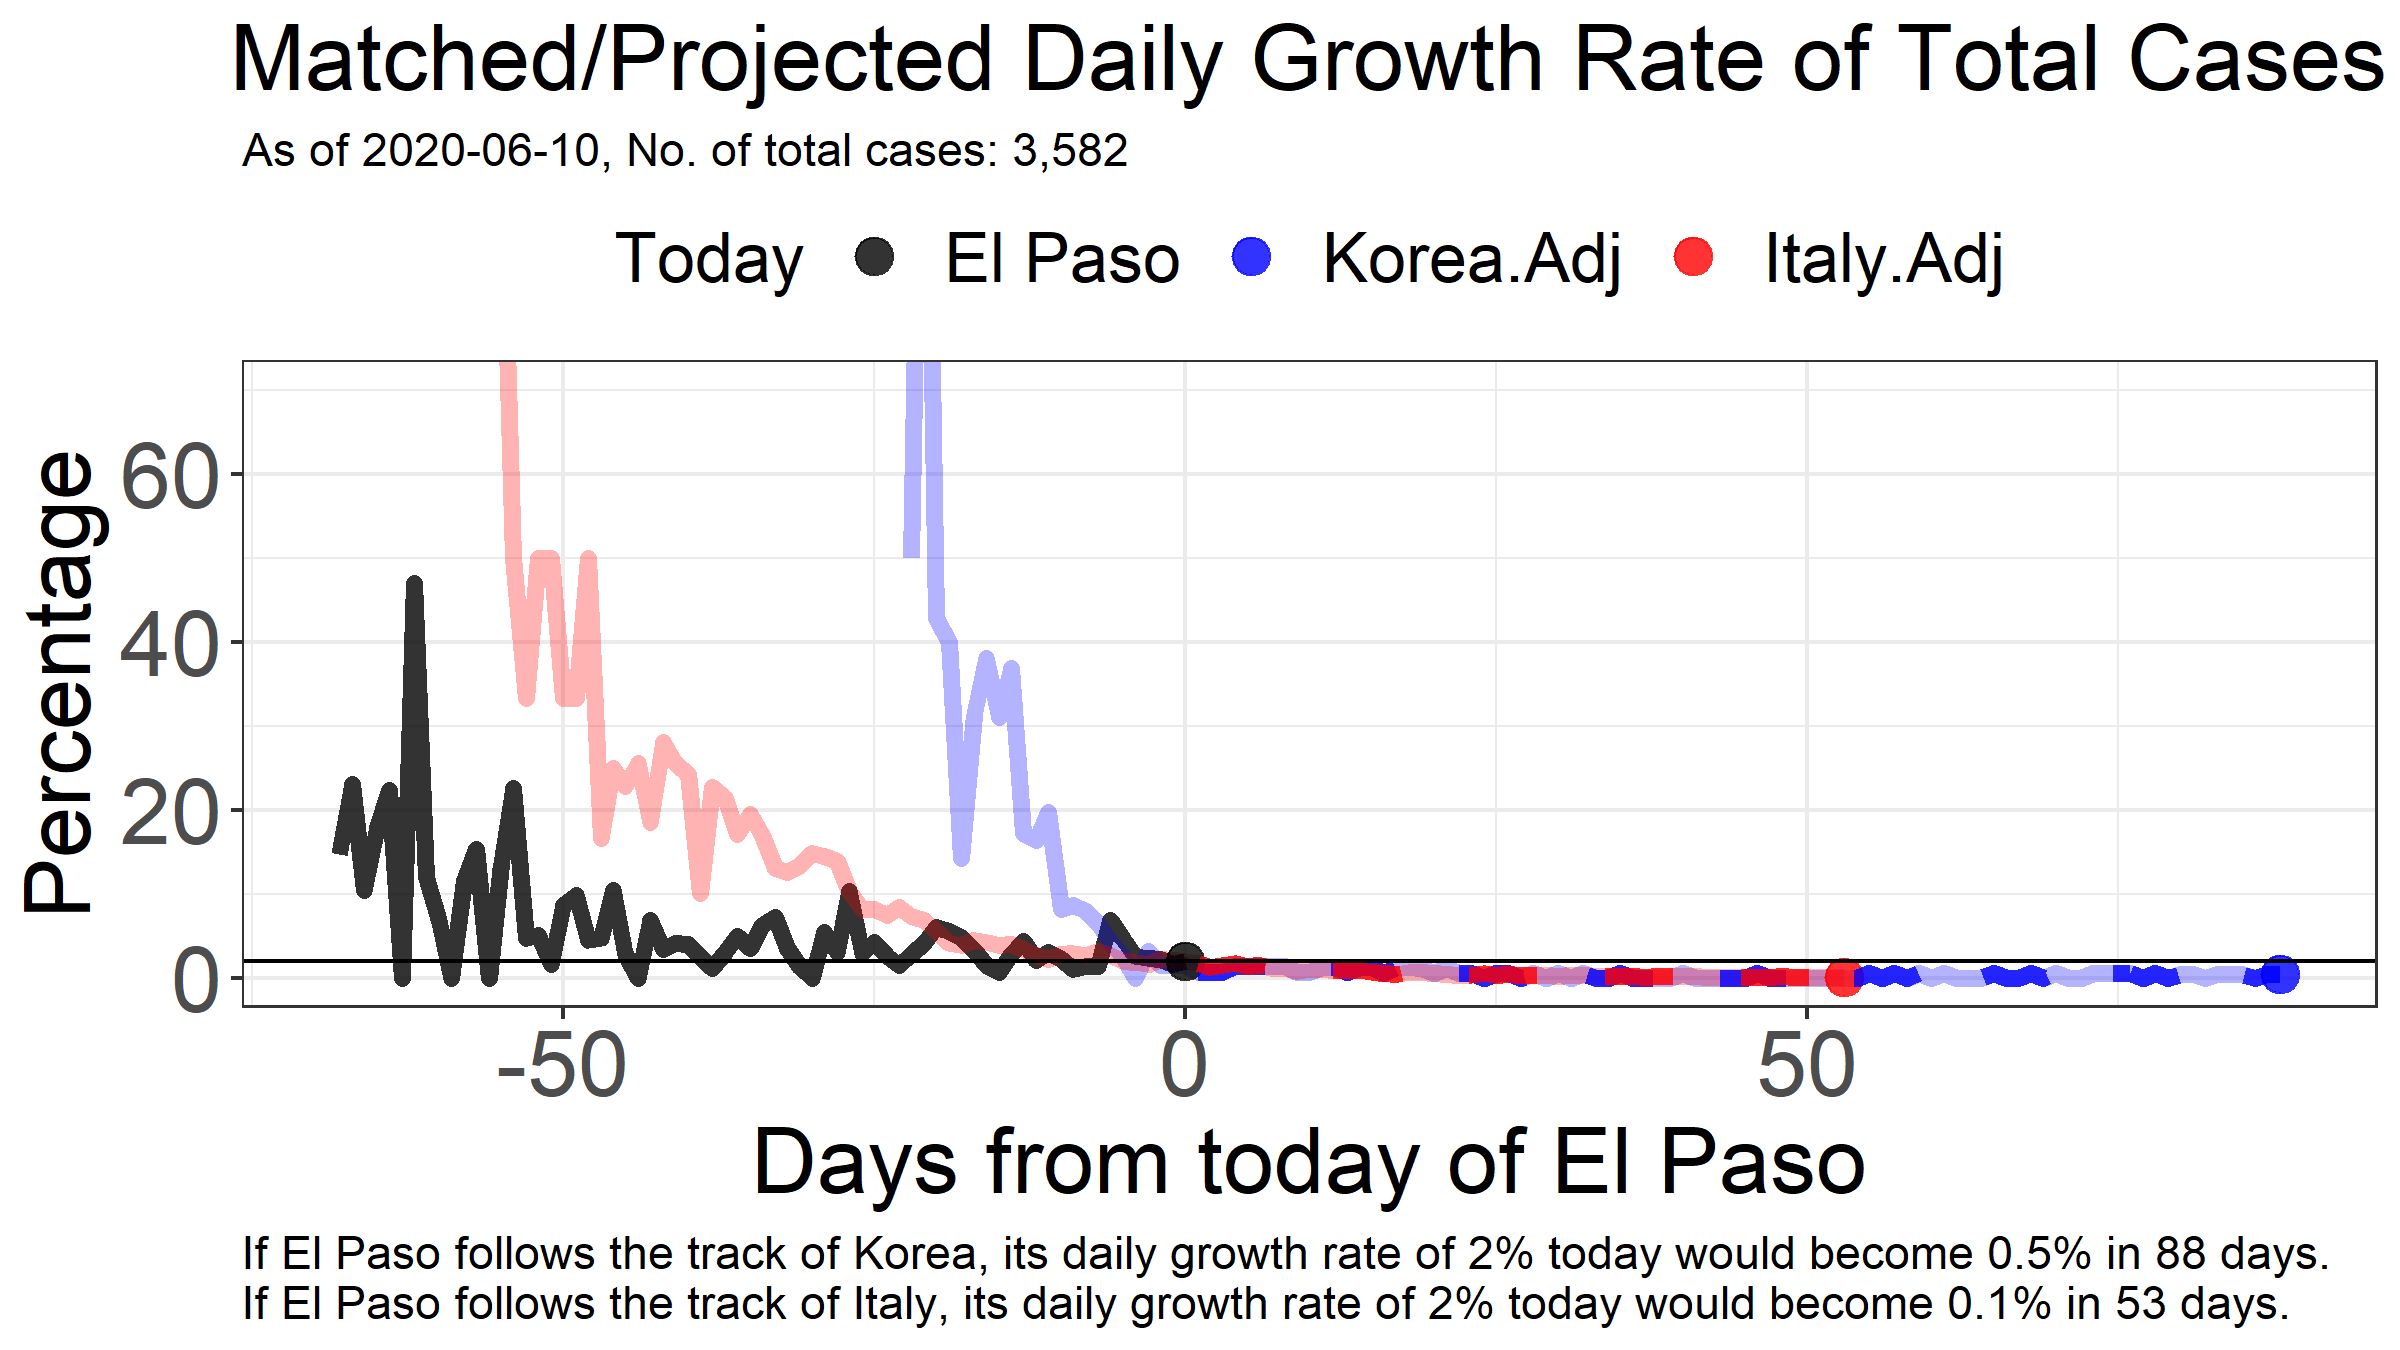 Matched/Projected Daily Growth Rate of Total Cases
As of 2020-06-10, No. of total cases: 3,582
Today El Paso Korea.Adj Italy.Adj
Percentage
60
40
20
0
-50 0 50
Days from today of El Paso
If El Paso follows the track of Korea, its daily growth rate of 2% today would become 0.5% in 88 days.
If El Paso follows the track of Italy, its daily growth rate of 2% today would become 0.1% in 53 days.